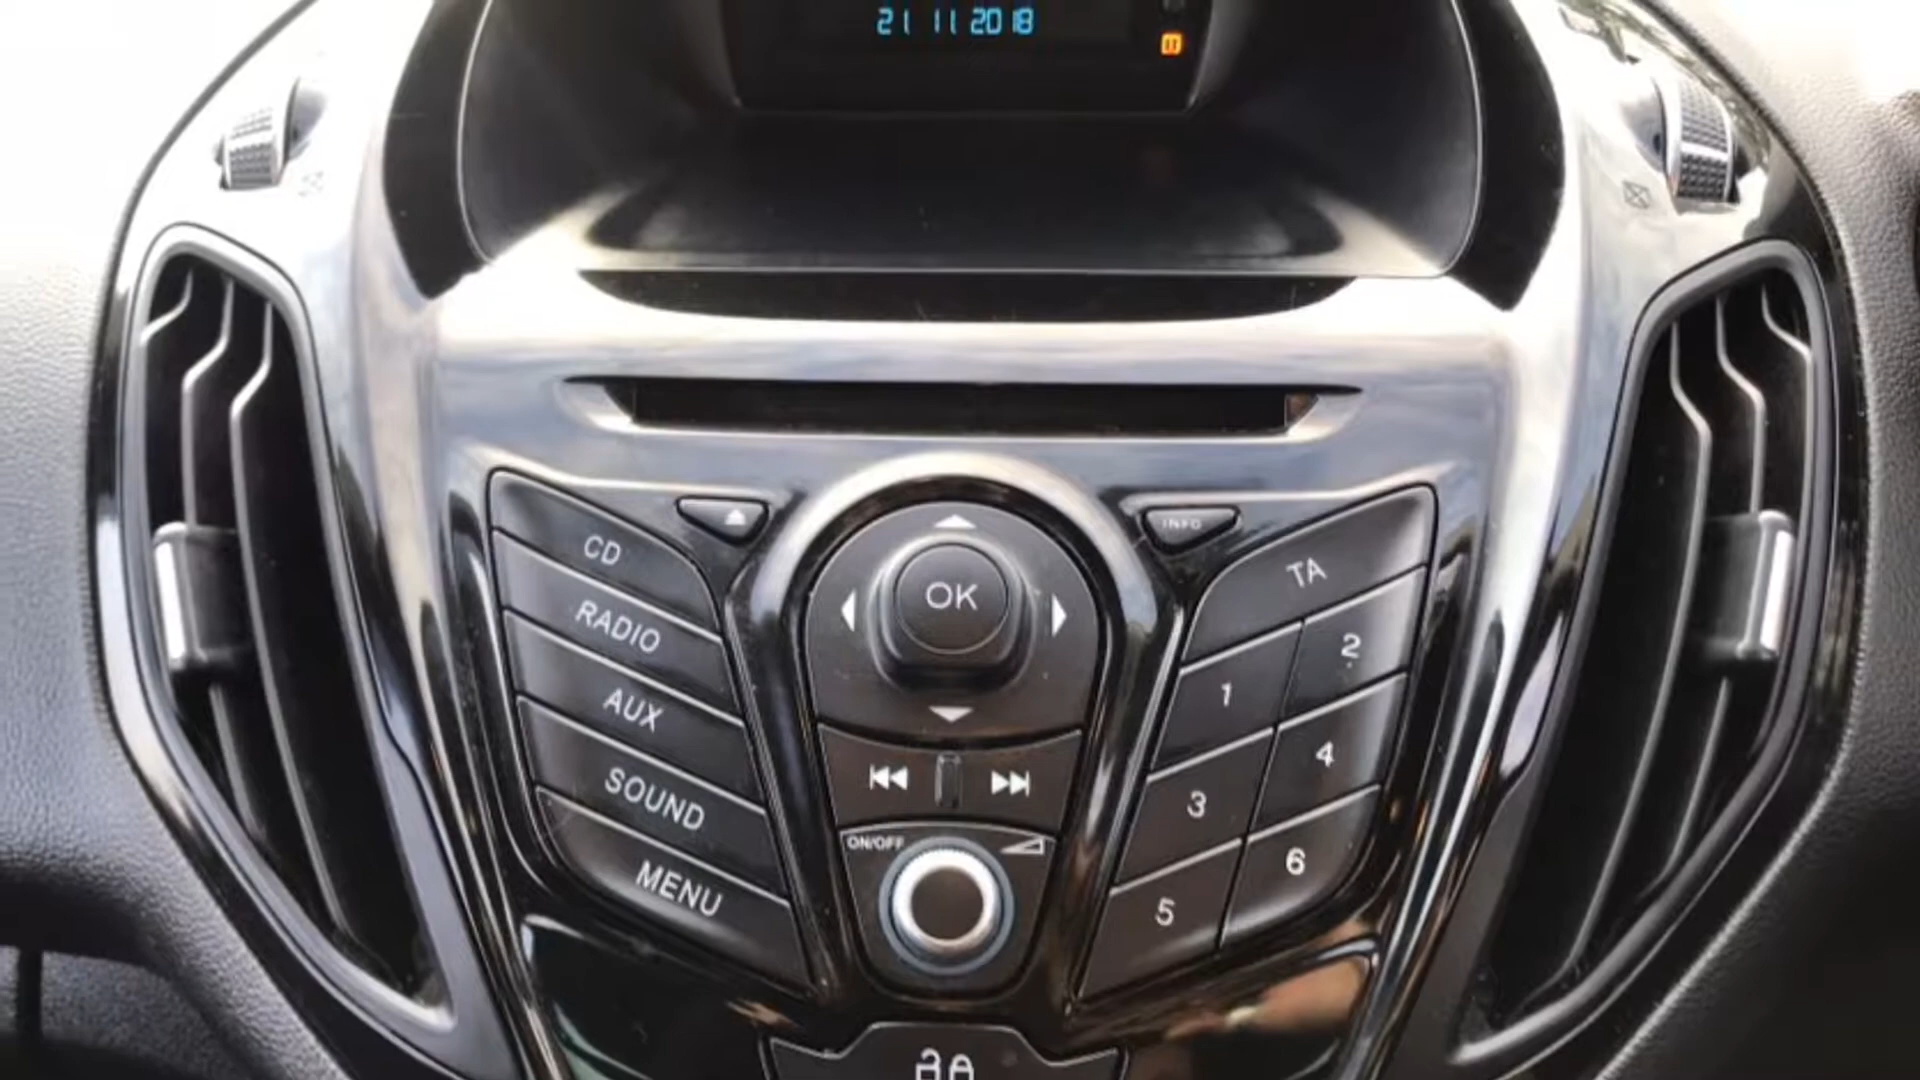 21 11 2018
INFO
CD
RADIO
AUX
SOUND
MENU
OK
ON/OFF
TA
1
2
3
4
5
6